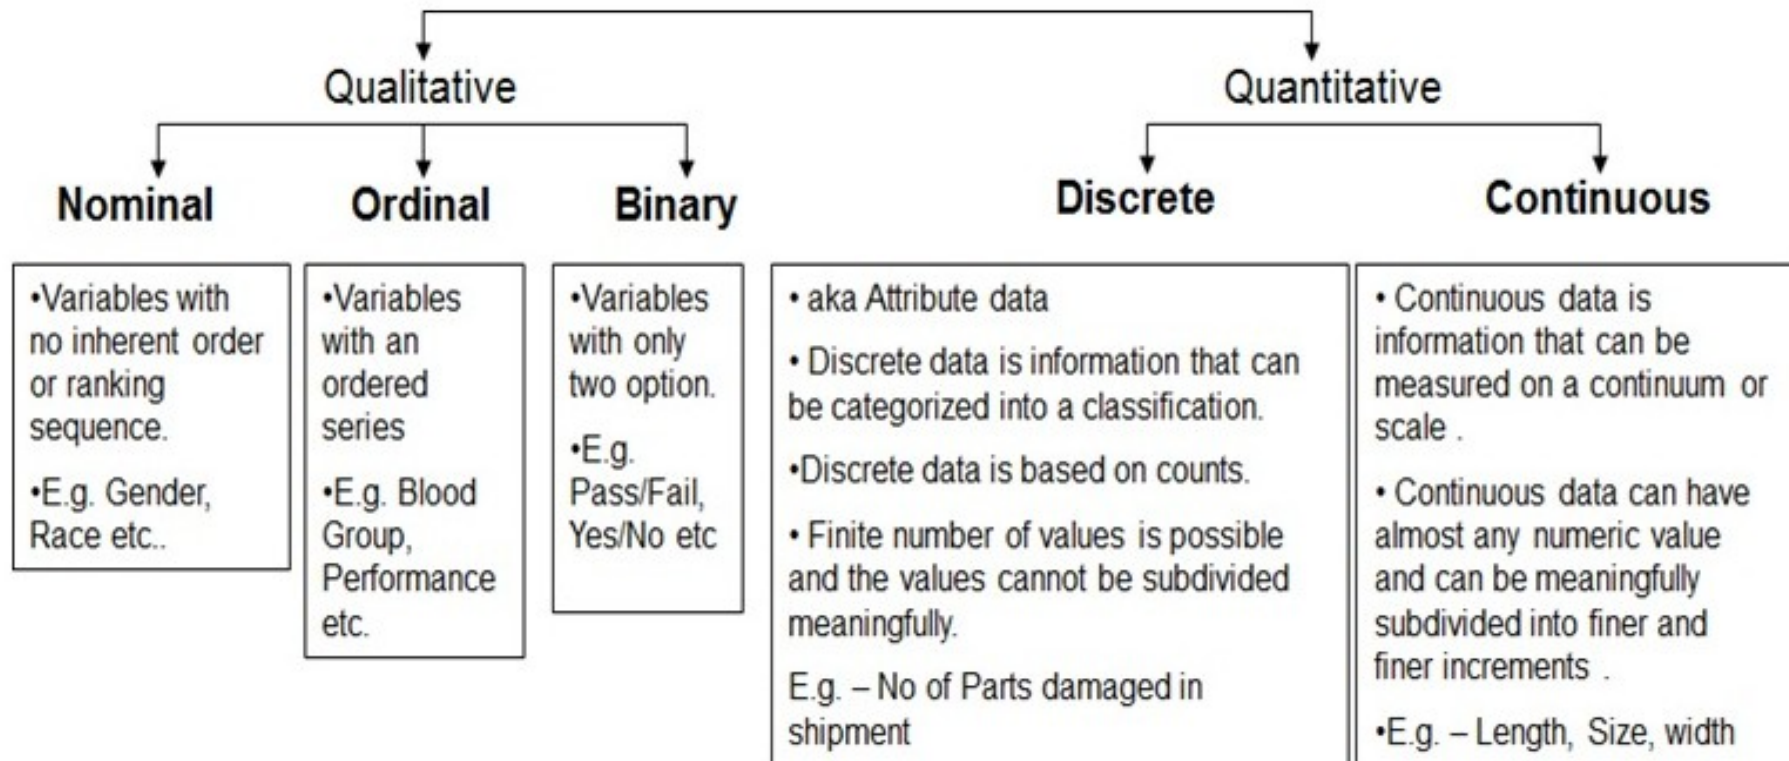 Qualitative
Quantitative
Nominal
Ordinal
Binary
Discrete
Continuous
•Variables with
no inherent order
or ranking
sequence.
•E.g. Gender,
Race etc..
•Variables
with an
ordered
series
•E.g. Blood
Group,
Performance
etc.
•Variables
with only
two option.
•E.g.
Pass/Fail,
Yes/No etc
• aka Attribute data
• Discrete data is information that can
be categorized into a classification.
•Discrete data is based on counts.
• Finite number of values is possible
and the values cannot be subdivided
meaningfully.
E.g. – No of Parts damaged in
shipment
• Continuous data is
information that can be
measured on a continuum or
scale .
• Continuous data can have
almost any numeric value
and can be meaningfully
subdivided into finer and
finer increments .
•E.g. – Length, Size, width